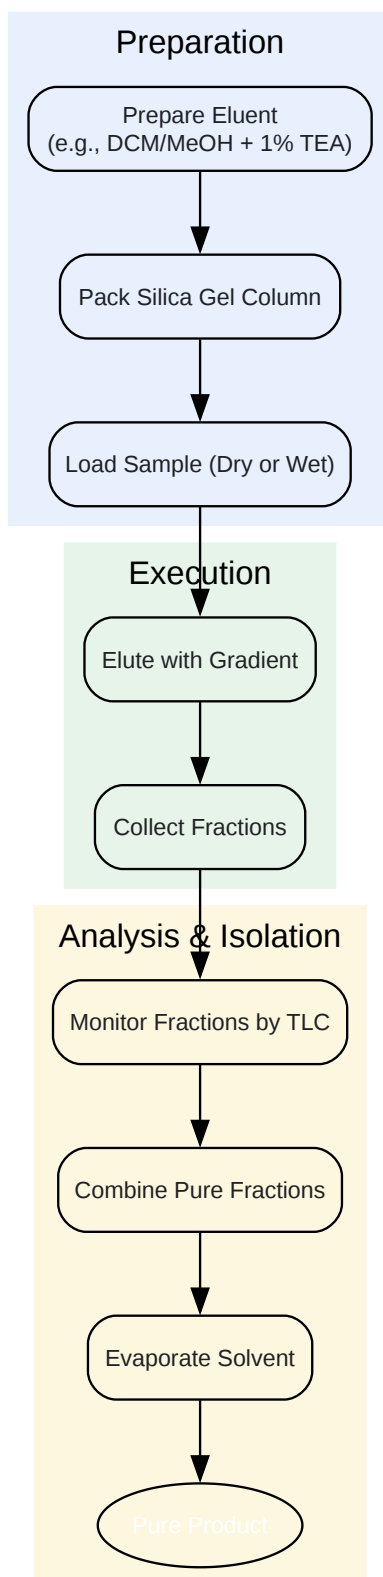 Preparation
Prepare Eluent
(e.g., DCM/MeOH + 1% TEA)
Pack Silica Gel Column
Load Sample (Dry or Wet)
Execution
Elute with Gradient
Collect Fractions
Analysis & Isolation
Monitor Fractions by TLC
Combine Pure Fractions
Evaporate Solvent
Pure Product